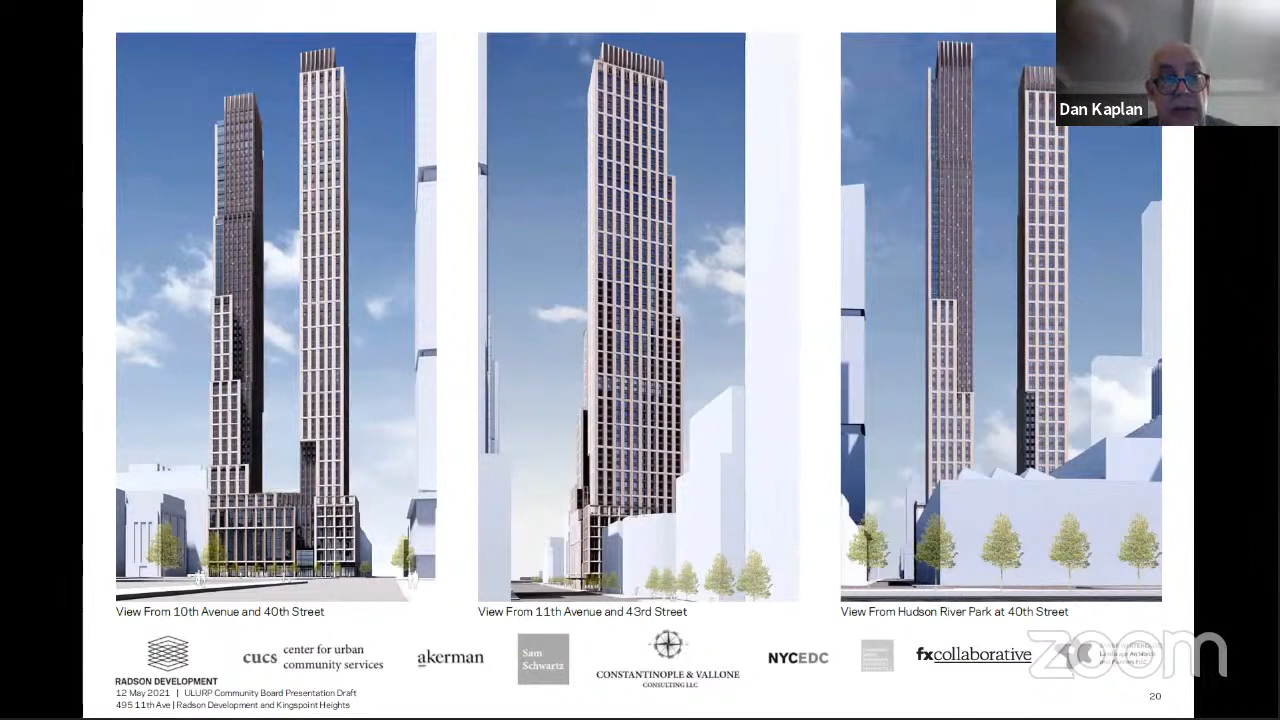 Dan Kaplan
View From 10th Avenue and 40th Street
View From 11th Avenue and 43rd Street
View From Hudson River Park at 40th Street
RADSON DEVELOPMENT
cucs center for urban
community services
akerman
Sam
Schwartz
CONSTANTINOPLE & VALLONE
CONSULTING LLC
NYCEDC
fxcollaborative
zoom
12 May 2021 | ULURP Community Board Presentation Draft
495 11th Ave | Radson Development and Kingspoint Heights
20